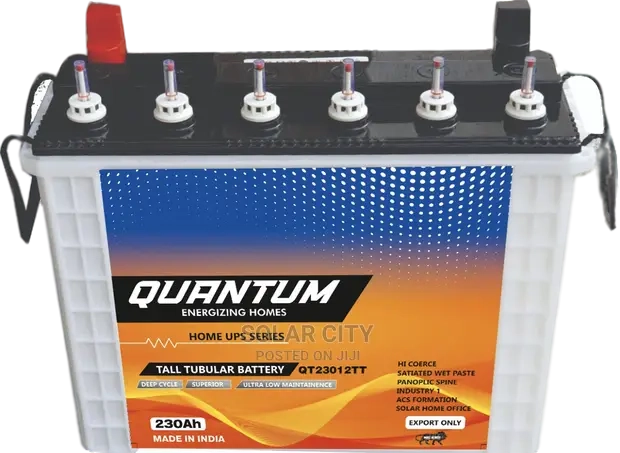 QUANTUM
ENERGIZING HOMES
HOME UPS SERIES
SOLAR CITY
POSTED ON JIJI
TALL TUBULAR BATTERY QT23012TT
DEEP CYCLE SUPERIOR ULTRA LOW MAINTAINENCE
HI COERCE
SATIATED WET PASTE
PANOPLIC SPINE
INDUSTRY-1
ACS FORMATION
SOLAR HOME OFFICE
230Ah
EXPORT ONLY
MADE IN INDIA